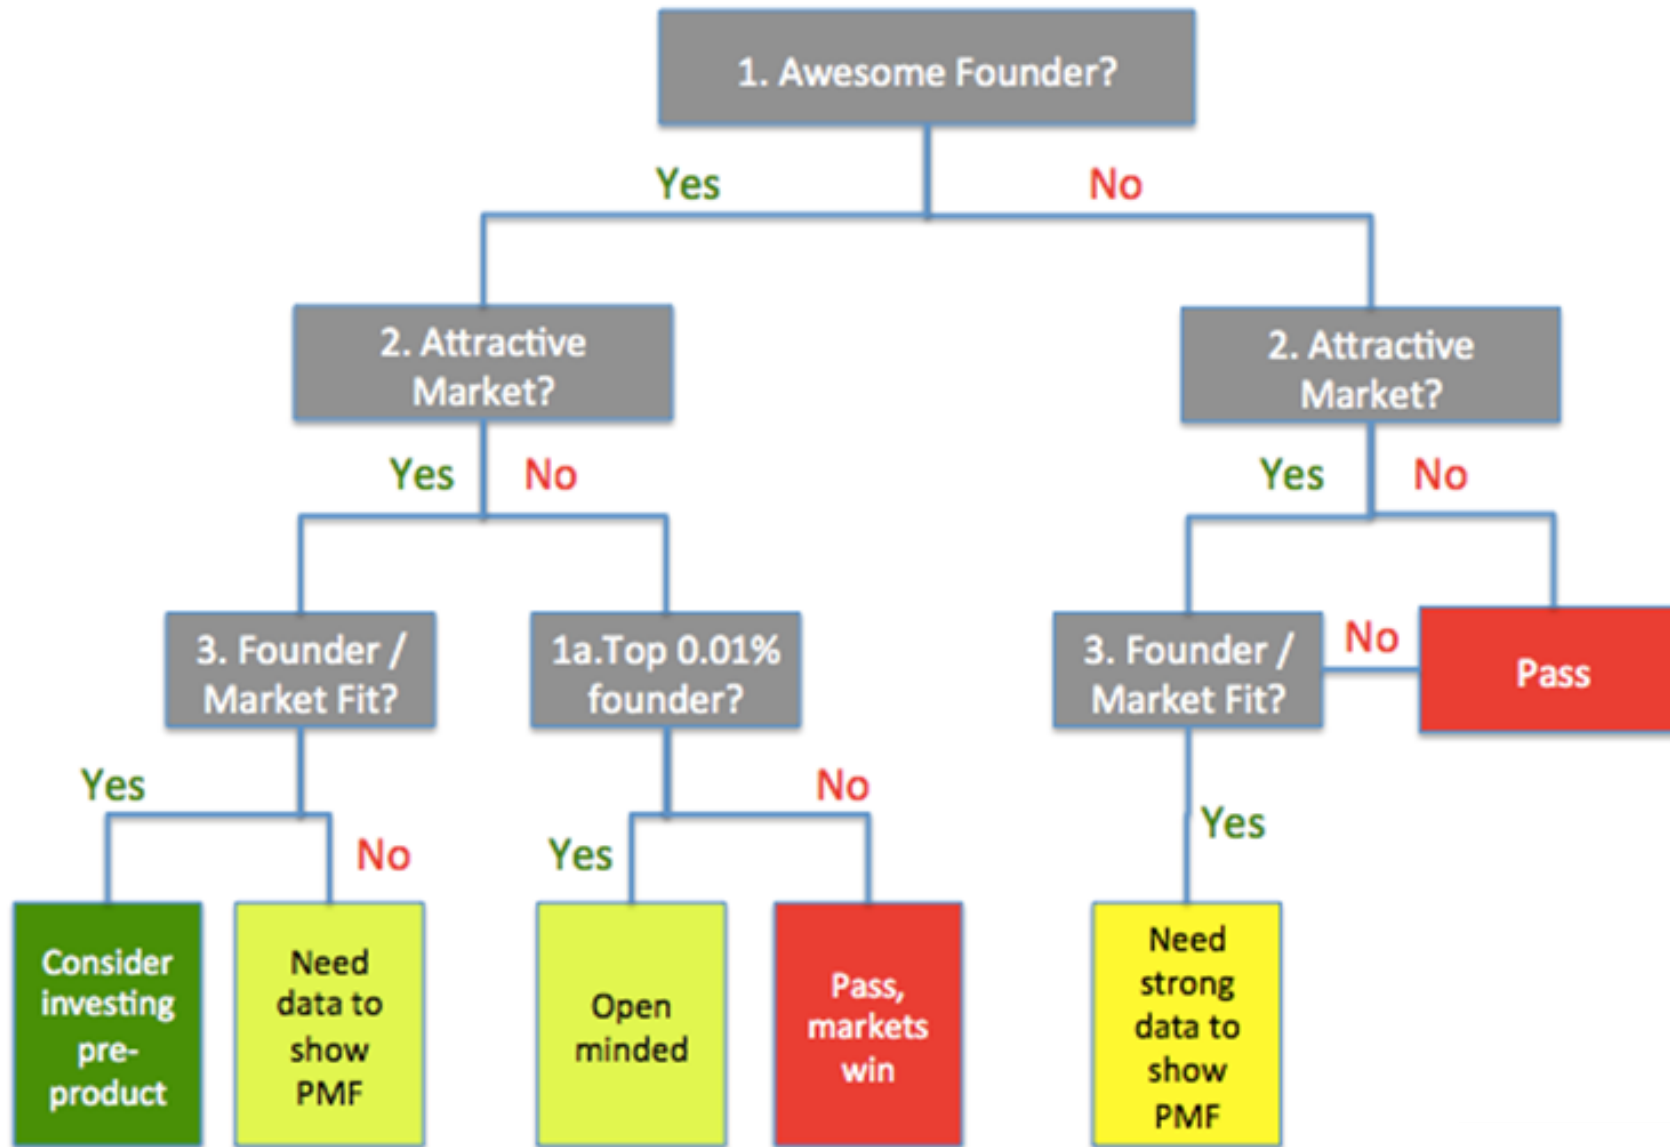 1. Awesome Founder?
Yes
No
2. Attractive
Market?
2. Attractive
Market?
Yes
No
Yes
No
3. Founder /
Market Fit?
1a.Top 0.01%
founder?
3. Founder /
Market Fit?
No
Pass
Yes
No
Yes
No
Yes
Consider
investing
pre-
product
Need
data to
show
PMF
Open
minded
Pass,
markets
win
Need
strong
data to
show
PMF